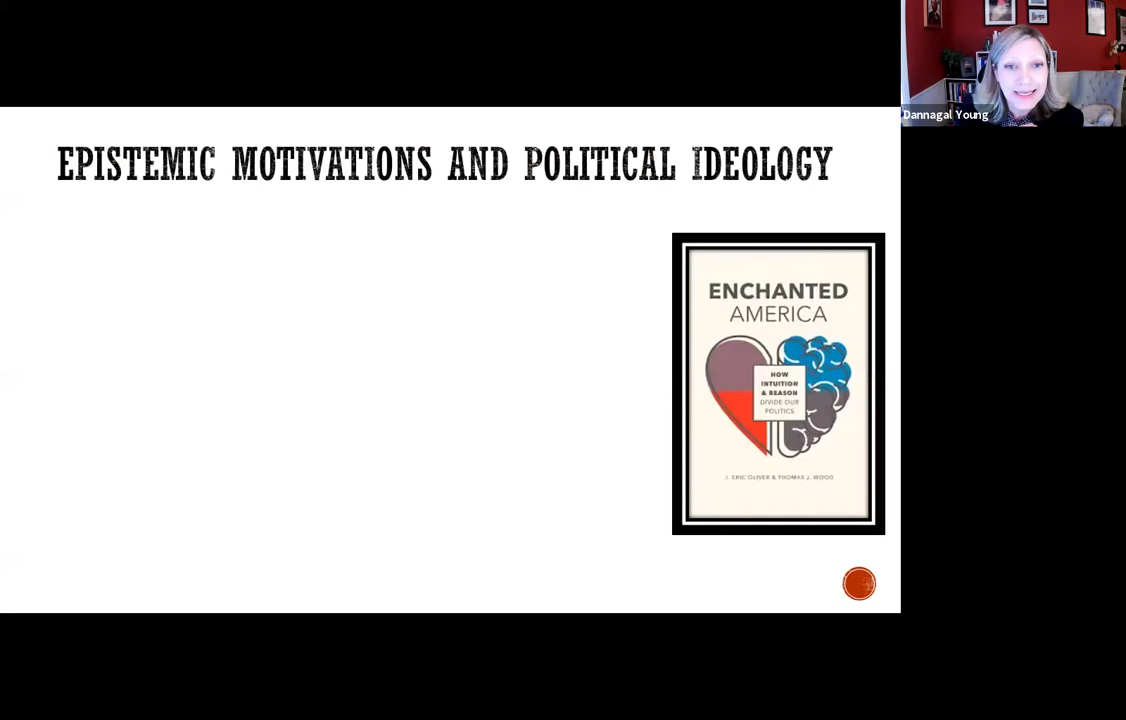 Dannagal Young
EPISTEMIC MOTIVATIONS AND POLITICAL IDEOLOGY
ENCHANTED
AMERICA
HOW
INTUITION
& REASON
DIVIDE OUR
POLITICS
J. ERIC OLIVER & THOMAS J. WOOD